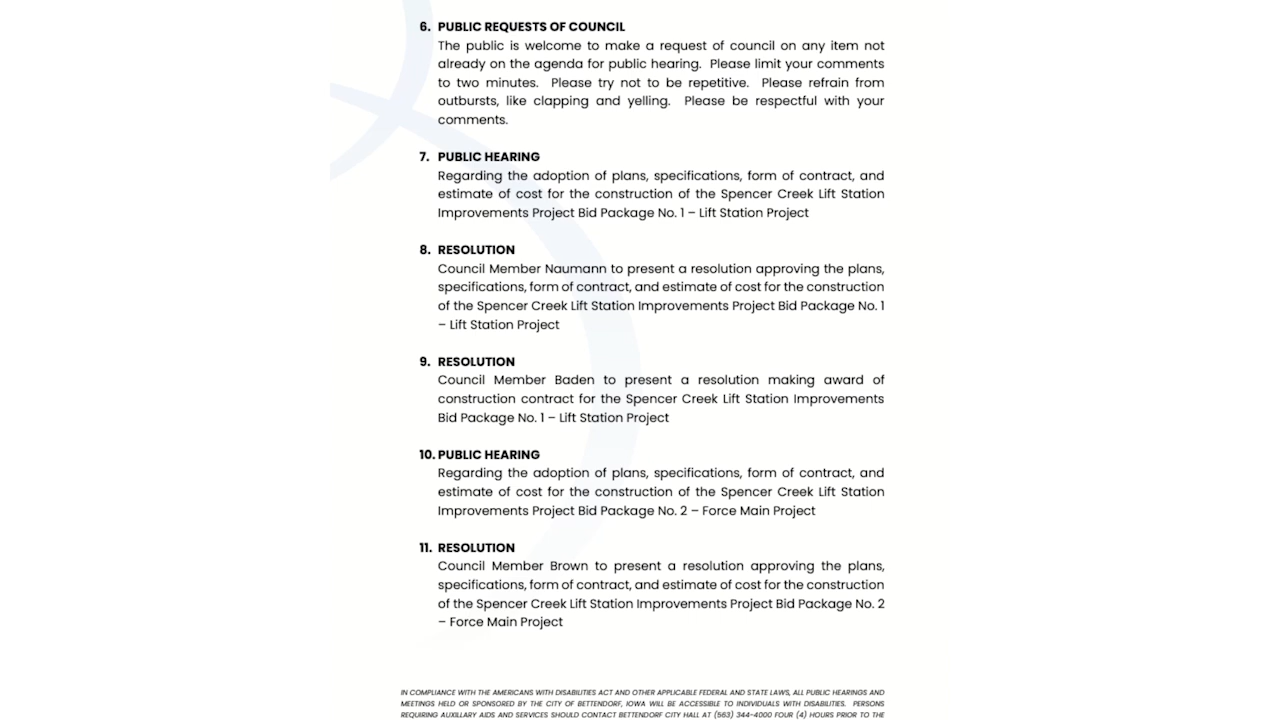 6. PUBLIC REQUESTS OF COUNCIL
The public is welcome to make a request of council on any item not
already on the agenda for public hearing. Please limit your comments
to two minutes. Please try not to be repetitive. Please refrain from
outbursts, like clapping and yelling. Please be respectful with your
comments.
7. PUBLIC HEARING
Regarding the adoption of plans, specifications, form of contract, and
estimate of cost for the construction of the Spencer Creek Lift Station
Improvements Project Bid Package No. 1 – Lift Station Project
8. RESOLUTION
Council Member Naumann to present a resolution approving the plans,
specifications, form of contract, and estimate of cost for the construction
of the Spencer Creek Lift Station Improvements Project Bid Package No. 1
– Lift Station Project
9. RESOLUTION
Council Member Baden to present a resolution making award of
construction contract for the Spencer Creek Lift Station Improvements
Bid Package No. 1 – Lift Station Project
10. PUBLIC HEARING
Regarding the adoption of plans, specifications, form of contract, and
estimate of cost for the construction of the Spencer Creek Lift Station
Improvements Project Bid Package No. 2 – Force Main Project
11. RESOLUTION
Council Member Brown to present a resolution approving the plans,
specifications, form of contract, and estimate of cost for the construction
of the Spencer Creek Lift Station Improvements Project Bid Package No. 2
– Force Main Project
IN COMPLIANCE WITH THE AMERICANS WITH DISABILITIES ACT AND OTHER APPLICABLE FEDERAL AND STATE LAWS, ALL PUBLIC HEARINGS AND
MEETINGS HELD OR SPONSORED BY THE CITY OF BETTENDORF, IOWA WILL BE ACCESSIBLE TO INDIVIDUALS WITH DISABILITIES. PERSONS
REQUIRING AUXILLARY AIDS AND SERVICES SHOULD CONTACT BETTENDORF CITY HALL AT (563) 344-4000 FOUR (4) HOURS PRIOR TO THE